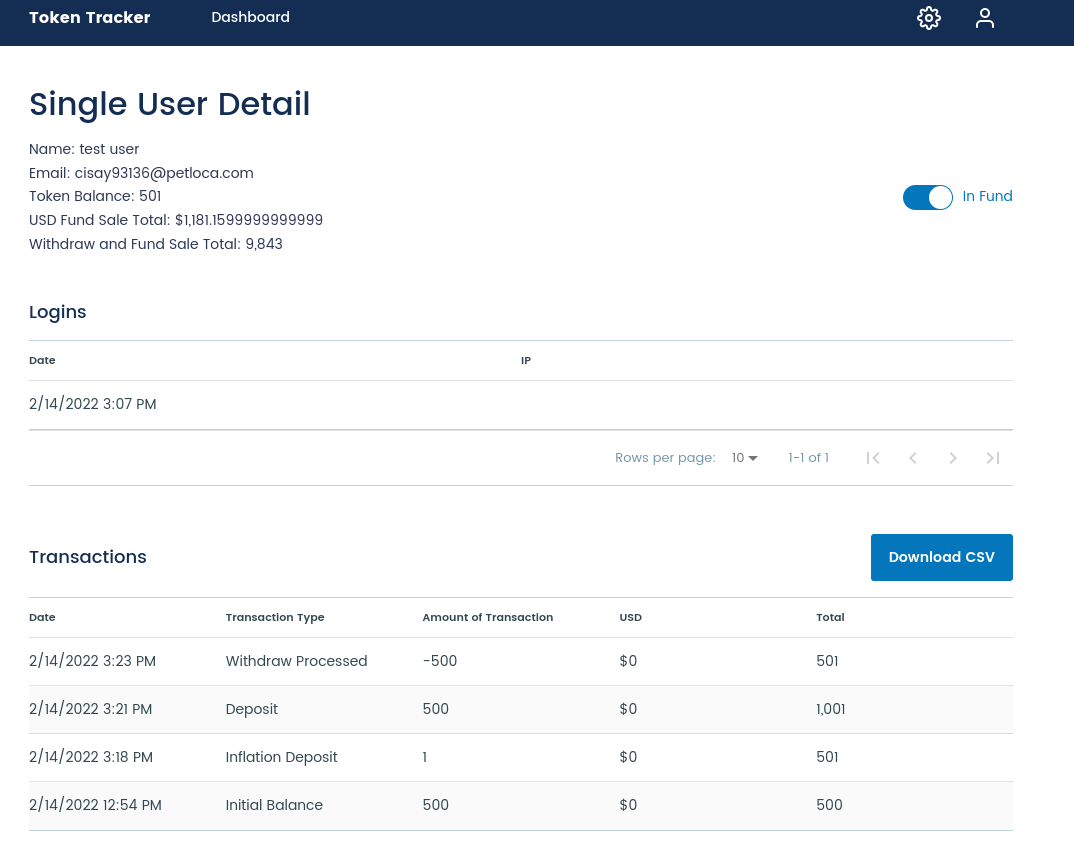 Token Tracker Dashboard
Single User Detail
Name: test user
Email: cisay93136@petloca.com
Token Balance: 501
USD Fund Sale Total: $1,181.1599999999999
Withdraw and Fund Sale Total: 9,843
In Fund
Logins
Date IP
2/14/2022 3:07 PM
Rows per page: 10 1-1 of 1
Transactions
Download CSV
Date Transaction Type Amount of Transaction USD Total
2/14/2022 3:23 PM Withdraw Processed -500 $0 501
2/14/2022 3:21 PM Deposit 500 $0 1,001
2/14/2022 3:18 PM Inflation Deposit 1 $0 501
2/14/2022 12:54 PM Initial Balance 500 $0 500